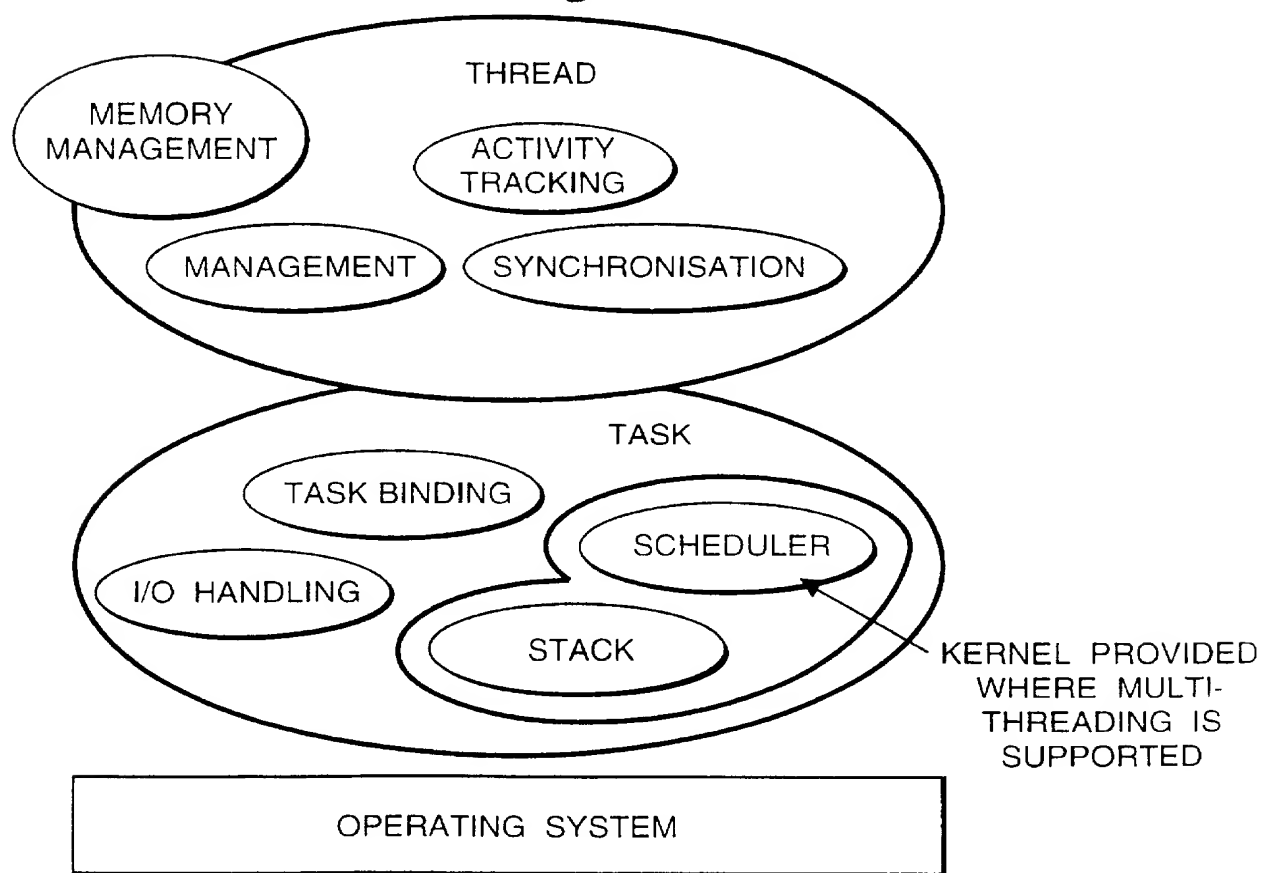 THREAD
MEMORY
MANAGEMENT
ACTIVITY
TRACKING
MANAGEMENT
SYNCHRONISATION
TASK
TASK BINDING
SCHEDULER
I/O HANDLING
STACK
KERNEL PROVIDED
WHERE MULTI-
THREADING IS
SUPPORTED
OPERATING SYSTEM